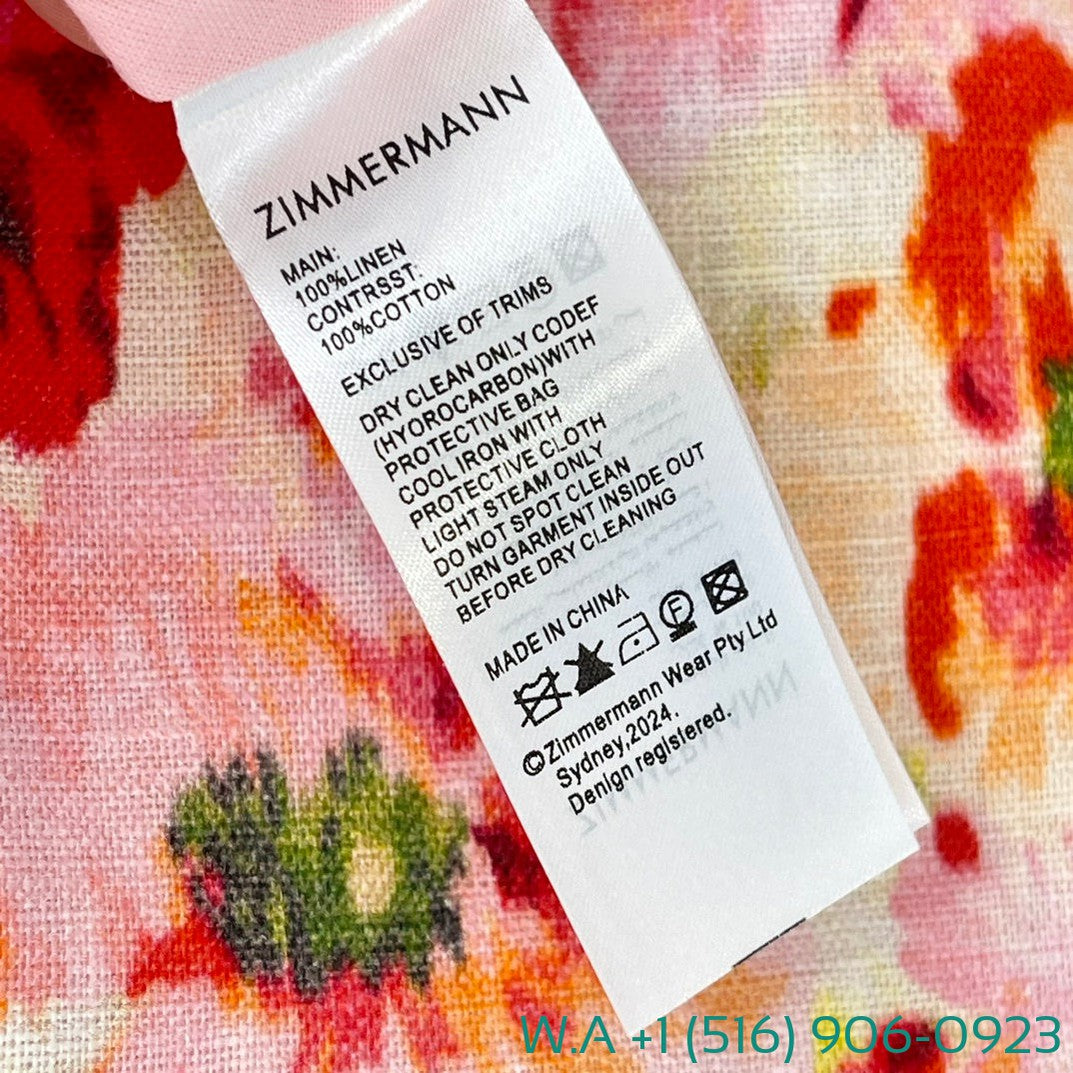 ZIMMERMANN
MAIN:
100%LINEN
CONTRSST:
100%COTTON
EXCLUSIVE OF TRIMS
DRY CLEAN ONLY CODEF
(HYOROCARBON)WITH
PROTECTIVE BAG
COOL IRON WITH
PROTECTIVE CLOTH
LIGHT STEAM ONLY
DO NOT SPOT CLEAN
TURN GARMENT INSIDE OUT
BEFORE DRY CLEANING
MADE IN CHINA
F
©Zimmermann Wear Pty Ltd
Sydney,2024.
Denlgn registered.
W.A +1 (516) 906-0923